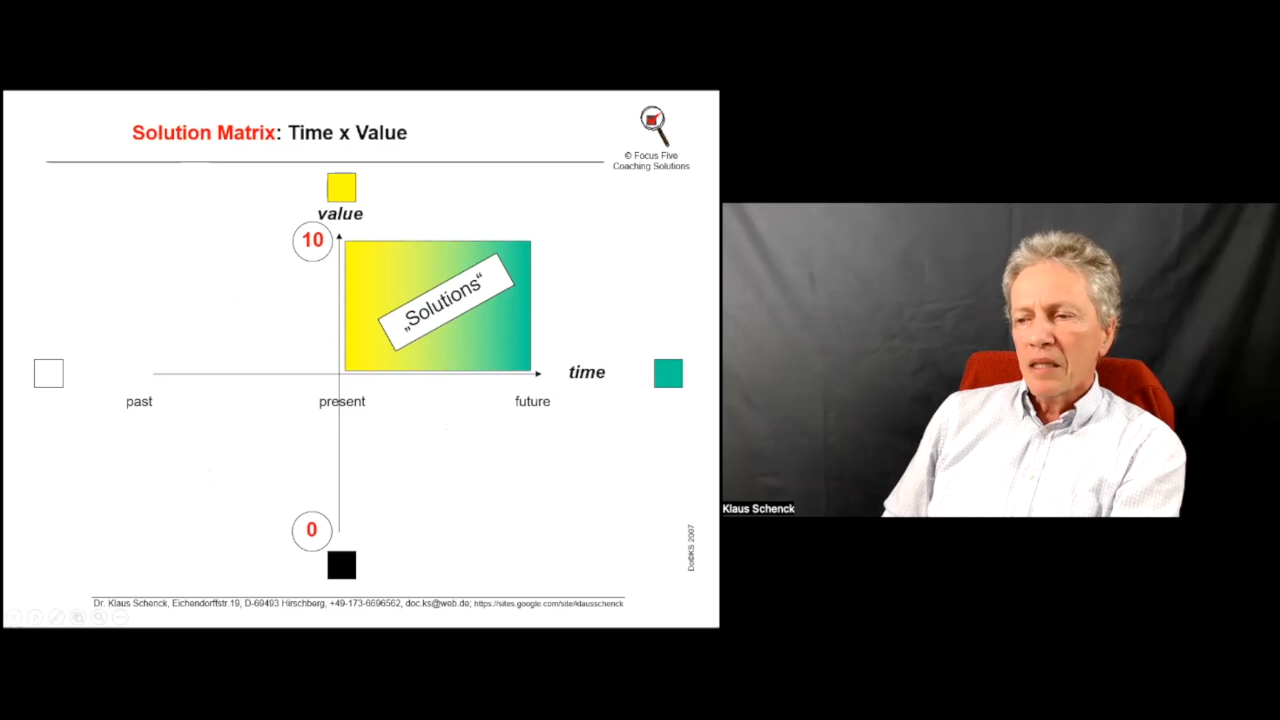 Solution Matrix: Time x Value
© Focus Five
Coaching Solutions
value
10
„Solutions“
time
past
present
future
0
Klaus Schenck
Do©KS 2007
Dr. Klaus Schenck, Eichendorffstr.19, D-69493 Hirschberg, +49-173-6696562, doc.ks@web.de; https://sites.google.com/site/klausschenck